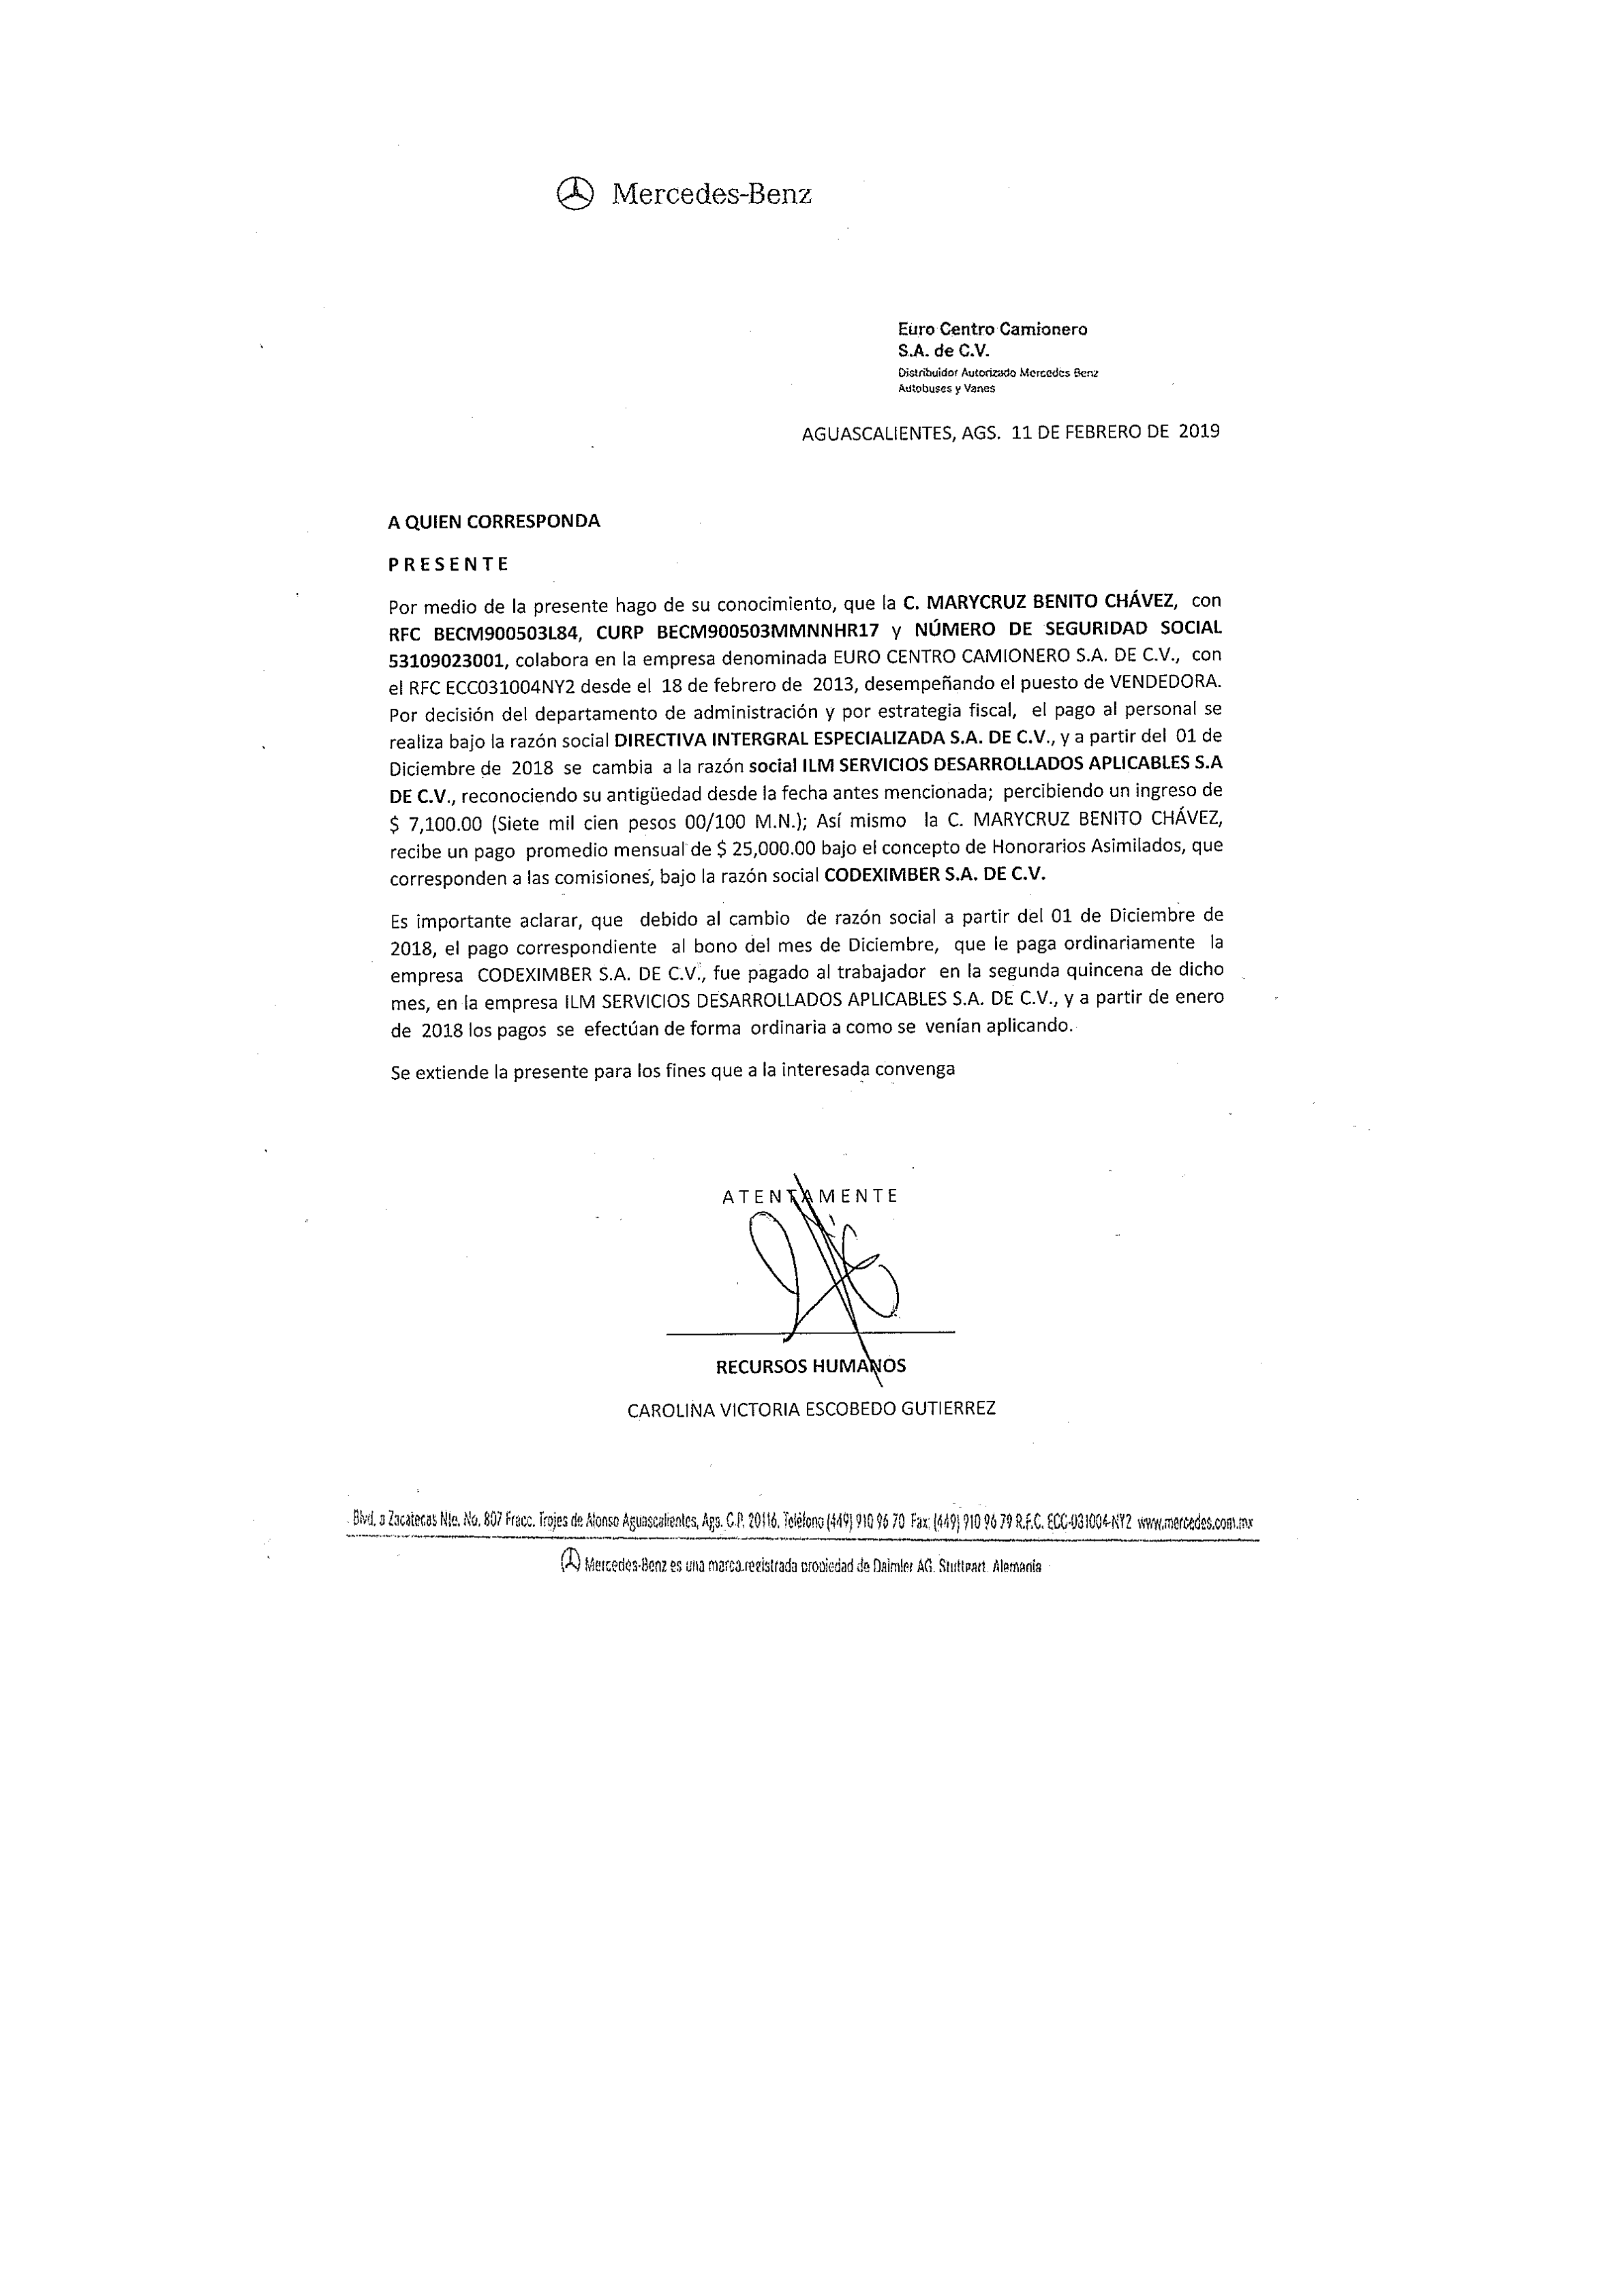 Mercedes-Benz
Euro Centro Camionero
S.A. de C.V.
Distribuidor Autorizado Mercedes Benz
Autobuses y Vanes
AGUASCALIENTES, AGS. 11 DE FEBRERO DE 2019
A QUIEN CORRESPONDA
P R E S E N T E
Por medio de la presente hago de su conocimiento, que la C. MARYCRUZ BENITO CHÁVEZ, con
RFC BECM900503L84, CURP BECM900503MMNNHR17 y NÚMERO DE SEGURIDAD SOCIAL
53109023001, colabora en la empresa denominada EURO CENTRO CAMIONERO S.A. DE C.V., con
el RFC ECC031004NY2 desde el 18 de febrero de 2013, desempeñando el puesto de VENDEDORA.
Por decisión del departamento de administración y por estrategia fiscal, el pago al personal se
realiza bajo la razón social DIRECTIVA INTERGRAL ESPECIALIZADA S.A. DE C.V., y a partir del 01 de
Diciembre de 2018 se cambia a la razón social ILM SERVICIOS DESARROLLADOS APLICABLES S.A
DE C.V., reconociendo su antigüedad desde la fecha antes mencionada; percibiendo un ingreso de
$ 7,100.00 (Siete mil cien pesos 00/100 M.N.); Así mismo la C. MARYCRUZ BENITO CHÁVEZ,
recibe un pago promedio mensual de $ 25,000.00 bajo el concepto de Honorarios Asimilados, que
corresponden a las comisiones, bajo la razón social CODEXIMBER S.A. DE C.V.
Es importante aclarar, que debido al cambio de razón social a partir del 01 de Diciembre de
2018, el pago correspondiente al bono del mes de Diciembre, que le paga ordinariamente la
empresa CODEXIMBER S.A. DE C.V., fue pagado al trabajador en la segunda quincena de dicho
mes, en la empresa ILM SERVICIOS DESARROLLADOS APLICABLES S.A. DE C.V., y a partir de enero
de 2018 los pagos se efectúan de forma ordinaria a como se venían aplicando.
Se extiende la presente para los fines que a la interesada convenga
A T E N T A M E N T E
RECURSOS HUMANOS
CAROLINA VICTORIA ESCOBEDO GUTIERREZ
Blvd. a Zacatecas Nte. No. 807 Fracc. Trojes de Alonso Aguascalientes, Ags. C.P. 20116, Teléfono (449) 910 96 70 Fax: (449) 910 96 79 R.F.C. ECC-031004-NY2 www.mercedes.com.mx
Mercedes-Benz es una marca registrada propiedad de Daimler AG. Stuttgart. Alemania